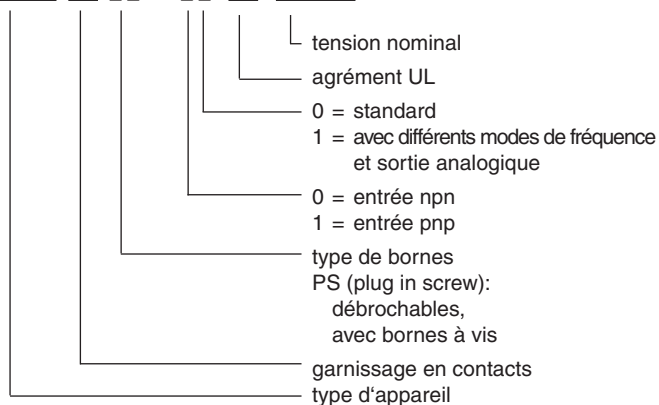 tension nominal
agrément UL
0 = standard
1 = avec différents modes de fréquence
et sortie analogique
0 = entrée npn
1 = entrée pnp
type de bornes
PS (plug in screw):
débrochables,
avec bornes à vis
garnissage en contacts
type d‘appareil